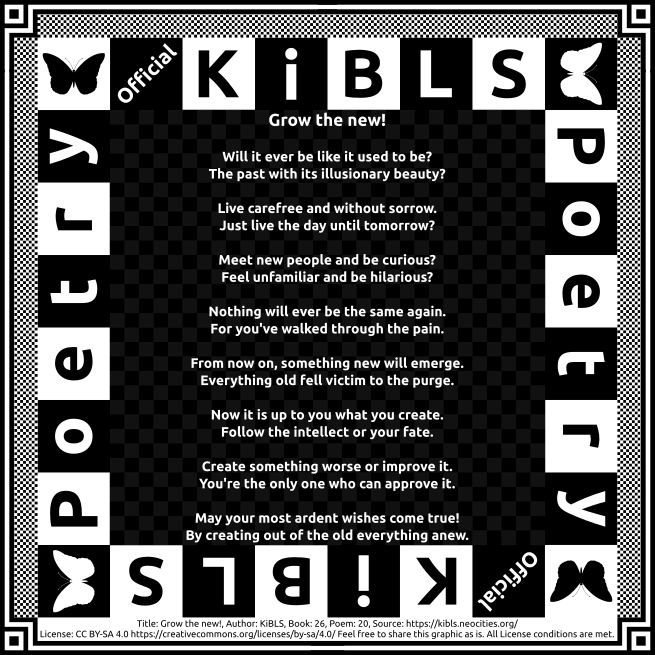 Official KiBLS
Poetry
Poetry
Grow the new!
Will it ever be like it used to be?
The past with its illusionary beauty?
Live carefree and without sorrow.
Just live the day until tomorrow?
Meet new people and be curious?
Feel unfamiliar and be hilarious?
Nothing will ever be the same again.
For you've walked through the pain.
From now on, something new will emerge.
Everything old fell victim to the purge.
Now it is up to you what you create.
Follow the intellect or your fate.
Create something worse or improve it.
You're the only one who can approve it.
May your most ardent wishes come true!
By creating out of the old everything anew.
Official KiBLS
Title: Grow the new!, Author: KiBLS, Book: 26, Poem: 20, Source: https://kibls.neocities.org/
License: CC BY-SA 4.0 https://creativecommons.org/licenses/by-sa/4.0/ Feel free to share this graphic as is. All License conditions are met.